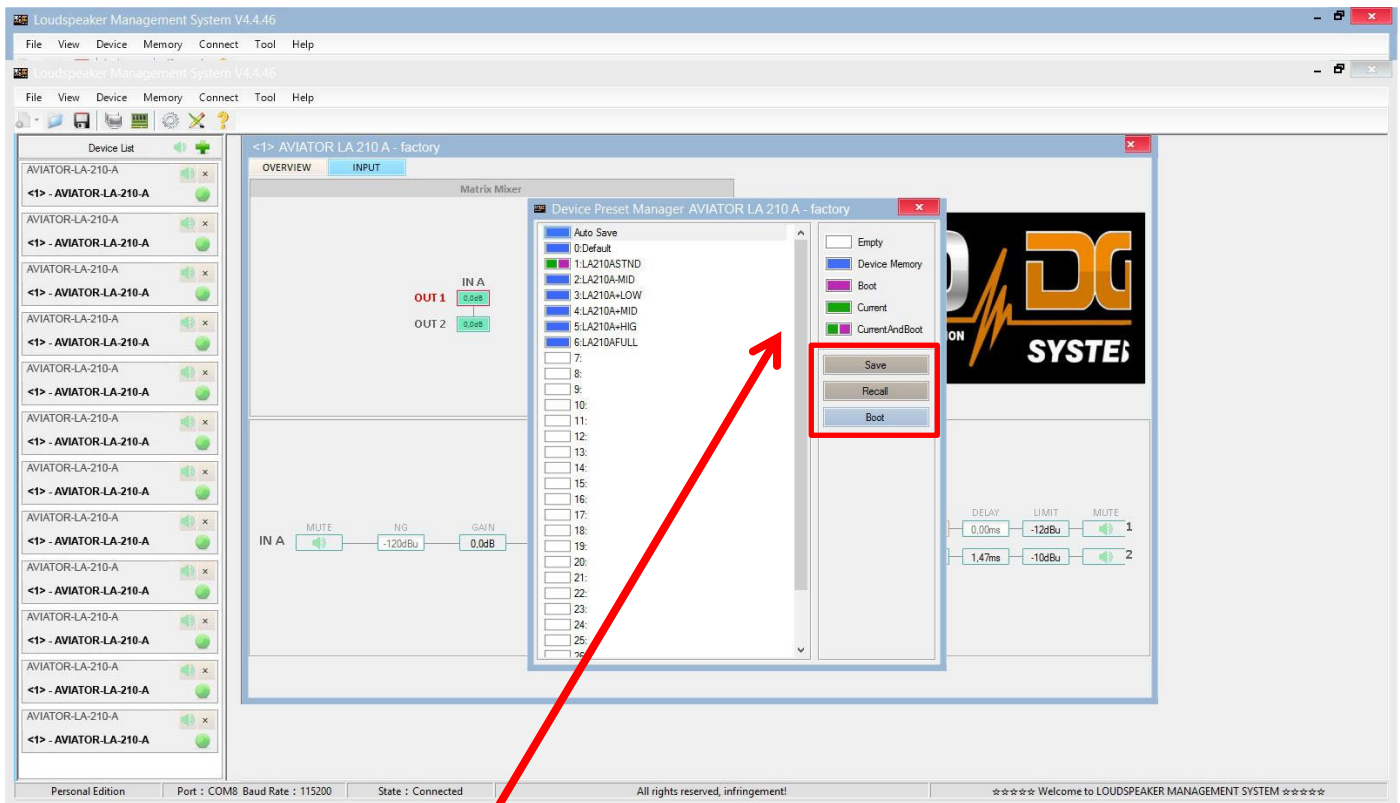 Loudspeaker Management System V4.4.46
File View Device Memory Connect Tool Help
Loudspeaker Management System V4.4.46
File View Device Memory Connect Tool Help
Device List
AVIATOR-LA-210-A
<1> - AVIATOR-LA-210-A
AVIATOR-LA-210-A
<1> - AVIATOR-LA-210-A
AVIATOR-LA-210-A
<1> - AVIATOR-LA-210-A
AVIATOR-LA-210-A
<1> - AVIATOR-LA-210-A
AVIATOR-LA-210-A
<1> - AVIATOR-LA-210-A
AVIATOR-LA-210-A
<1> - AVIATOR-LA-210-A
AVIATOR-LA-210-A
<1> - AVIATOR-LA-210-A
AVIATOR-LA-210-A
<1> - AVIATOR-LA-210-A
AVIATOR-LA-210-A
<1> - AVIATOR-LA-210-A
AVIATOR-LA-210-A
<1> - AVIATOR-LA-210-A
AVIATOR-LA-210-A
<1> - AVIATOR-LA-210-A
AVIATOR-LA-210-A
<1> - AVIATOR-LA-210-A
<1> AVIATOR LA 210 A - factory
OVERVIEW INPUT
Matrix Mixer
IN A
OUT 1 0,0dB
OUT 2 0,0dB
MUTE NG GAIN
IN A -120dBu 0,0dB
Device Preset Manager AVIATOR LA 210 A - factory
Auto Save
0:Default
1:LA210ASTND
2:LA210A-MID
3:LA210A+LOW
4:LA210A+MID
5:LA210A+HIG
6:LA210AFULL
7:
8:
9:
10:
11:
12:
13:
14:
15:
16:
17:
18:
19:
20:
21:
22:
23:
24:
25:
26:
Empty
Device Memory
Boot
Current
CurrentAndBoot
Save
Recall
Boot
DG
ION
SYSTE
DELAY LIMIT MUTE
0,00ms -12dBu 1
1,47ms -10dBu 2
Personal Edition Port : COM8 Baud Rate : 115200 State : Connected All rights reserved, infringement! ☆☆☆☆☆ Welcome to LOUDSPEAKER MANAGEMENT SYSTEM ☆☆☆☆☆